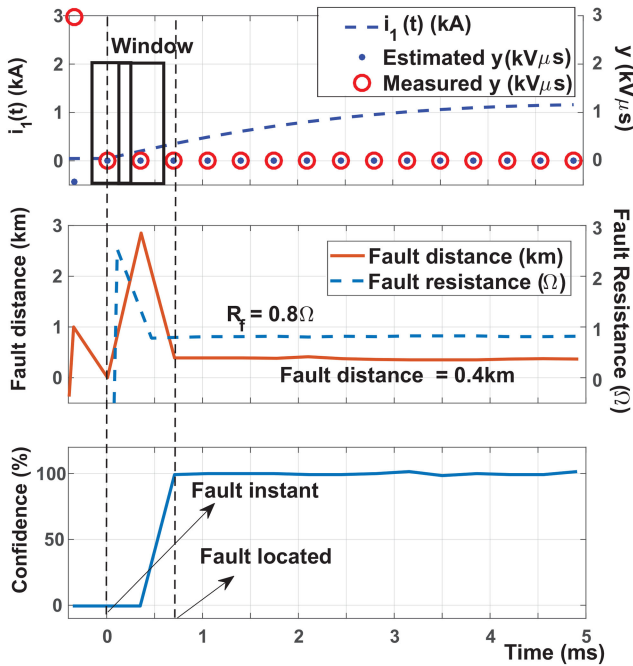 3
2
1
0
i₁(t) (kA)
Window
i₁ (t) (kA)
Estimated y(kVμs)
Measured y (kVμs)
3
2
1
0
y (kVμs)
3
2
1
0
Fault distance (km)
Fault distance (km)
Fault resistance (Ω)
R_f = 0.8Ω
Fault distance = 0.4km
3
2
1
0
Fault Resistance (Ω)
100
50
0
Confidence (%)
Fault instant
Fault located
0 1 2 3 4 5
Time (ms)